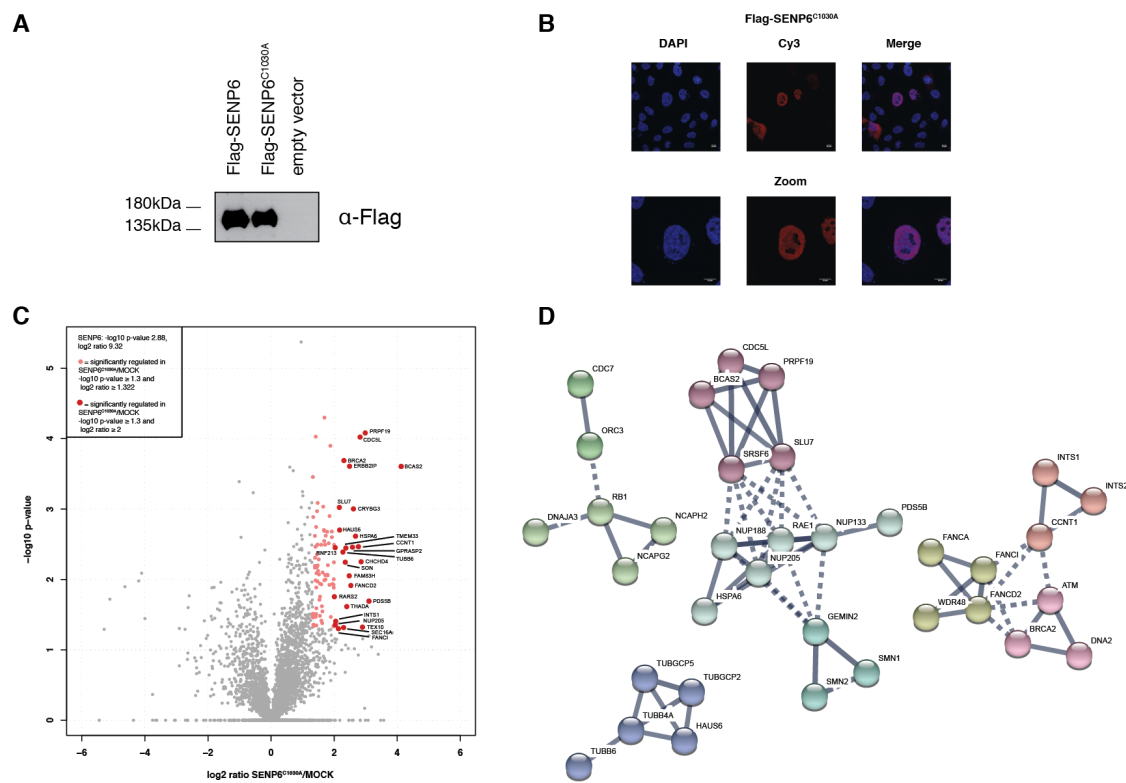 A
Flag-SENP6
Flag-SENP6C1030A
empty vector
180kDa
135kDa
α-Flag
B
Flag-SENP6C1030A
DAPI
Cy3
Merge
Zoom
C
SENP6: -log10 p-value 2.88,
log2 ratio 9.32
= significantly regulated in
SENP6C1030A/MOCK
-log10 p-value ≥ 1.3 and
log2 ratio ≥ 1.322
= significantly regulated in
SENP6C1030A/MOCK
-log10 p-value ≥ 1.3 and
log2 ratio ≥ 2
PRPF19
CDC5L
BRCA2
ERBB2IP
BCAS2
SLU7
CRYBG3
HAUS6
HSPA6
TMEM33
CCNT1
GPRASP2
TUBB6
RNF213
CHCHD4
SON
FAM83H
FANCD2
RARS2
PDS5B
THADA
INTS1
NUP205
TEX10
SEC16A
FANCI
5
4
3
2
1
0
−6
−4
−2
0
2
4
6
−log10 p−value
log2 ratio SENP6C1030A/MOCK
D
CDC7
ORC3
RB1
DNAJA3
NCAPH2
NCAPG2
CDC5L
PRPF19
BCAS2
SRSF6
SLU7
NUP188
RAE1
NUP133
PDS5B
NUP205
HSPA6
GEMIN2
SMN1
SMN2
TUBGCP5
TUBGCP2
TUBB4A
HAUS6
TUBB6
INTS1
INTS2
CCNT1
FANCA
FANCI
FANCD2
WDR48
ATM
BRCA2
DNA2